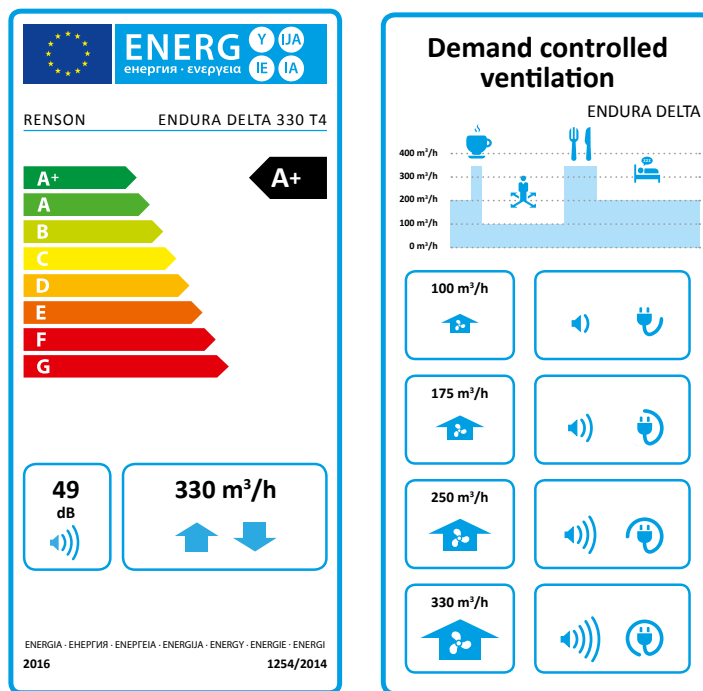 ENERG Y IJA
енергия · ενεργεια IE IA
RENSON ENDURA DELTA 330 T4
A+
A+
A
B
C
D
E
F
G
49
dB
330 m³/h
ENERGIA · ЕНЕРГИЯ · ΕΝΕΡΓΕΙΑ · ENERGIJA · ENERGY · ENERGIE · ENERGI
2016 1254/2014
Demand controlled
ventilation
ENDURA DELTA
400 m³/h
300 m³/h
200 m³/h
100 m³/h
0 m³/h
zzz
100 m³/h
175 m³/h
250 m³/h
330 m³/h